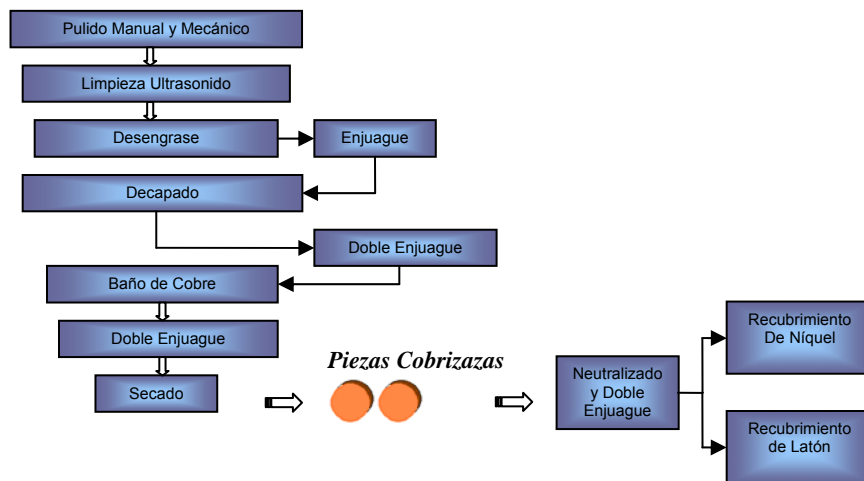 Pulido Manual y Mecánico
Limpieza Ultrasonido
Desengrase
Enjuague
Decapado
Doble Enjuague
Baño de Cobre
Doble Enjuague
Secado
Piezas Cobrizazas
Neutralizado
y Doble
Enjuague
Recubrimiento
De Níquel
Recubrimiento
de Latón